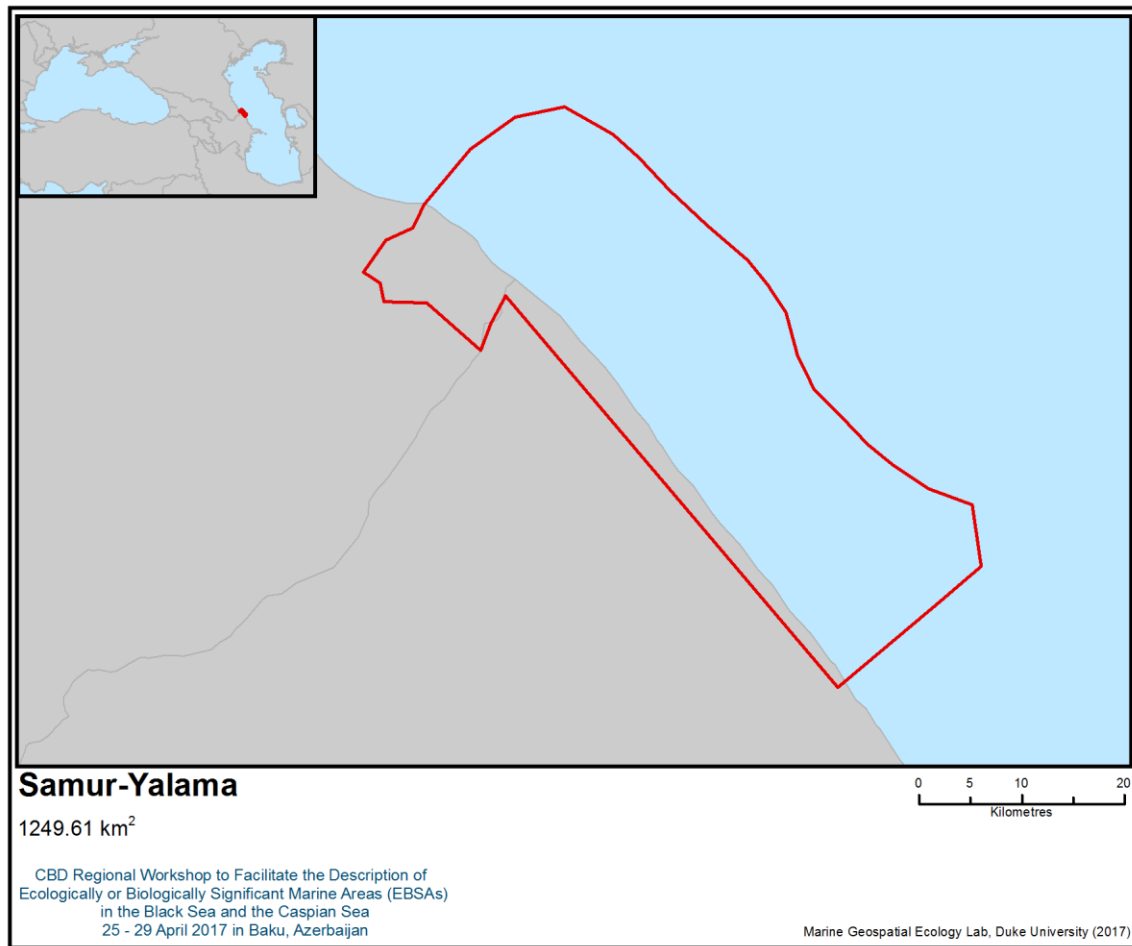 Samur-Yalama
1249.61 km²
0 5 10 20
Kilometres
CBD Regional Workshop to Facilitate the Description of
Ecologically or Biologically Significant Marine Areas (EBSAs)
in the Black Sea and the Caspian Sea
25 - 29 April 2017 in Baku, Azerbaijan
Marine Geospatial Ecology Lab, Duke University (2017)